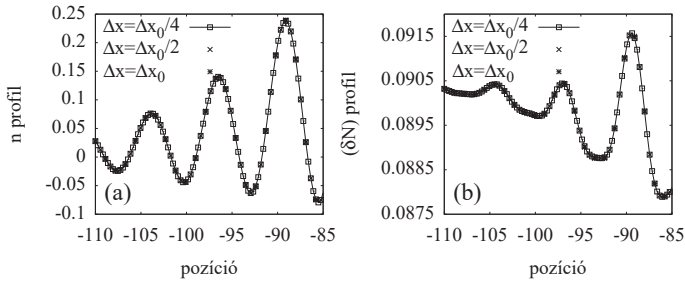 Δx=Δx₀/4
Δx=Δx₀/2
Δx=Δx₀
n profil
0.25
0.2
0.15
0.1
0.05
0
-0.05
-0.1
(a)
-110 -105 -100 -95 -90 -85
pozíció
Δx=Δx₀/4
Δx=Δx₀/2
Δx=Δx₀
(δN) profil
0.0915
0.0905
0.0895
0.0885
0.0875
(b)
-110 -105 -100 -95 -90 -85
pozíció